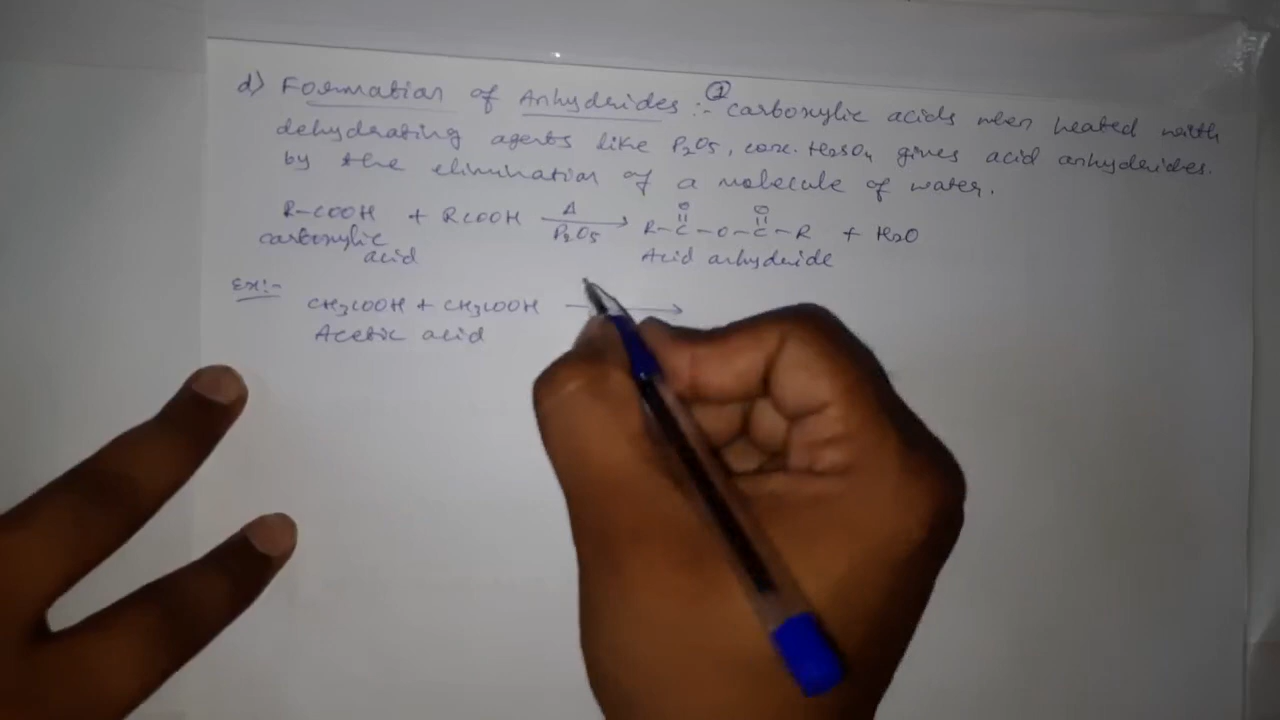 d) Formation of Anhydrides :- ① carboxylic acids when heated with
dehydrating agents like P2O5, conc. H2SO4 gives acid anhydrides.
by the elimination of a molecule of water.
R-COOH + RCOOH Δ P2O5 → R-C(=O)-O-C(=O)-R + H2O
carboxylic acid Acid anhydride
Ex:-
CH3COOH + CH3COOH →
Acetic acid